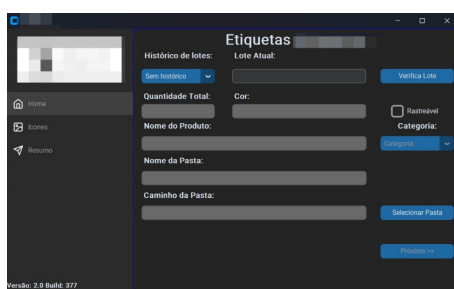 Etiquetas
Histórico de lotes: Lote Atual:
Sem histórico Verifica Lote
Quantidade Total: Cor:
Home
Rastreável
Icones
Nome do Produto: Categoria:
Resumo
Categoria
Nome da Pasta:
Caminho da Pasta:
Selecionar Pasta
Próximo >>
Versão: 2.0 Build: 377